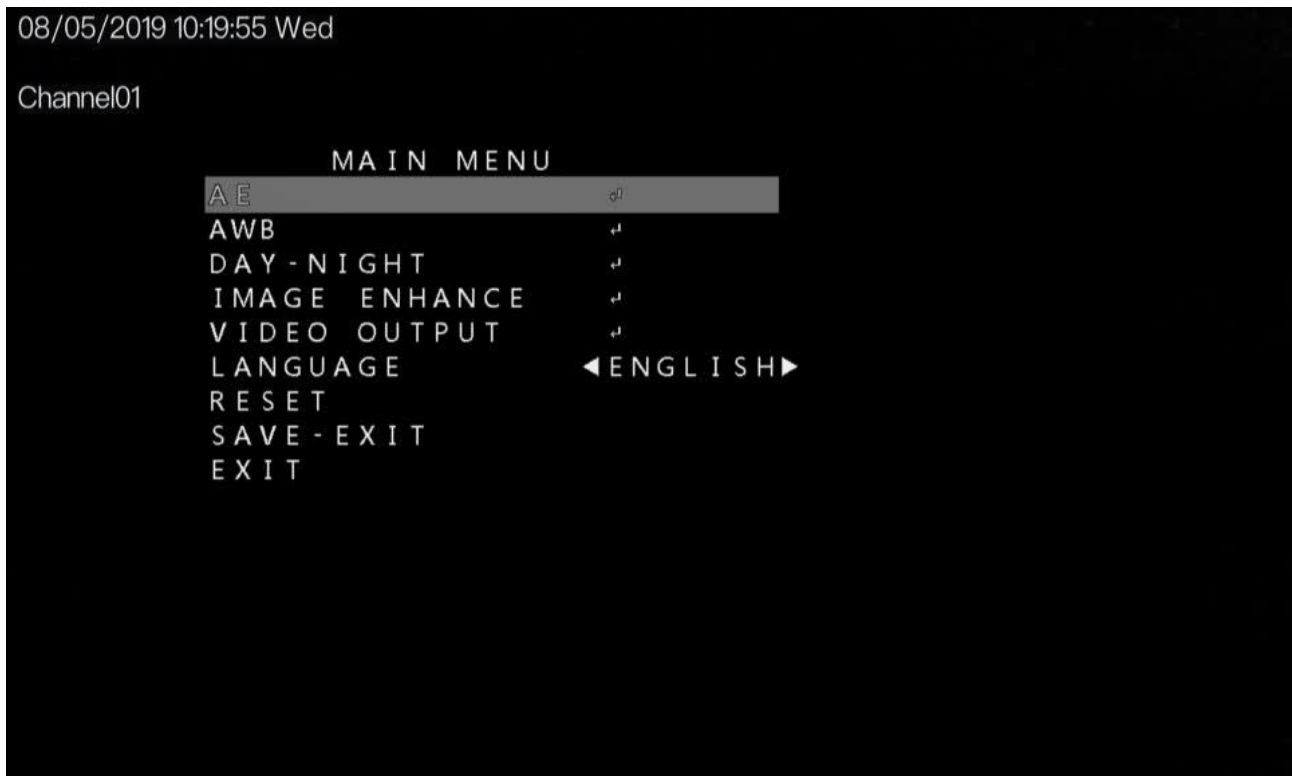 08/05/2019 10:19:55 Wed
Channel01
MAIN MENU
AE ↵
AWB ↵
DAY-NIGHT ↵
IMAGE ENHANCE ↵
VIDEO OUTPUT ↵
LANGUAGE ◀ENGLISH▶
RESET
SAVE-EXIT
EXIT